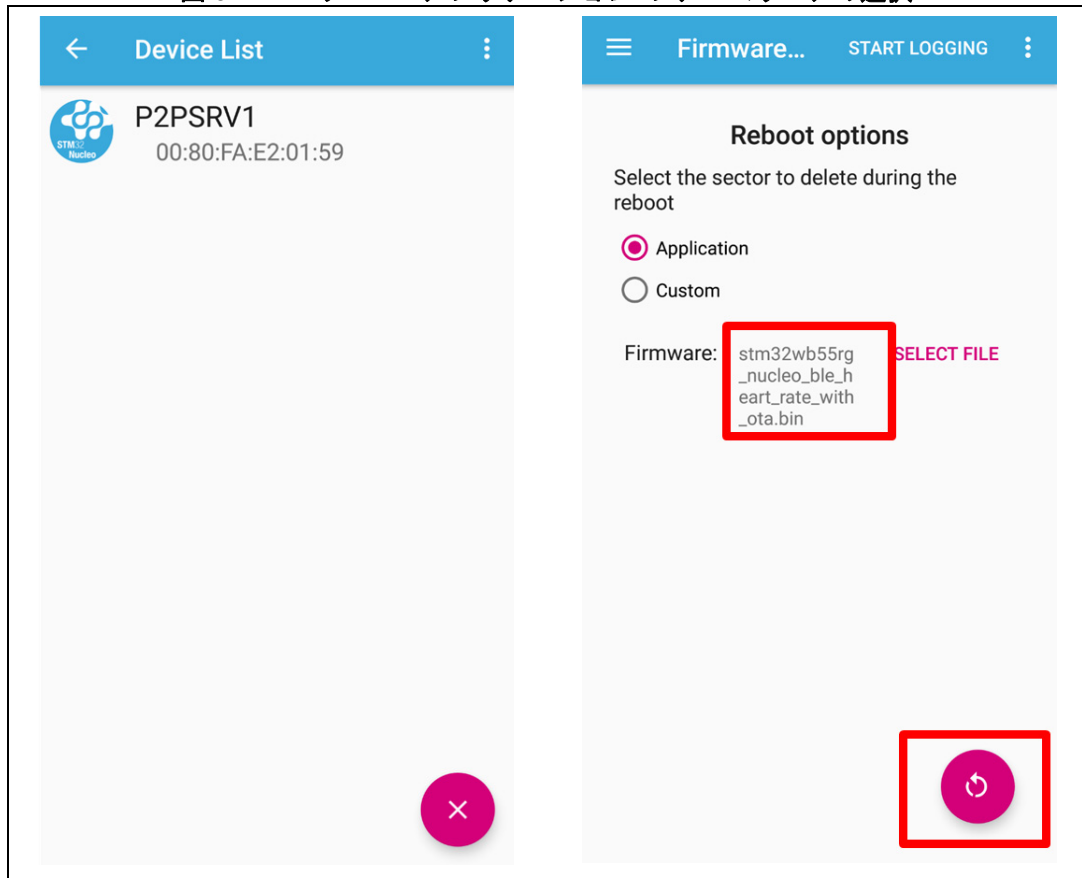 Device List
STM32
Nucleo
P2PSRV1
00:80:FA:E2:01:59
Firmware... START LOGGING
Reboot options
Select the sector to delete during the
reboot
Application
Custom
Firmware: stm32wb55rg SELECT FILE
_nucleo_ble_h
eart_rate_with
_ota.bin